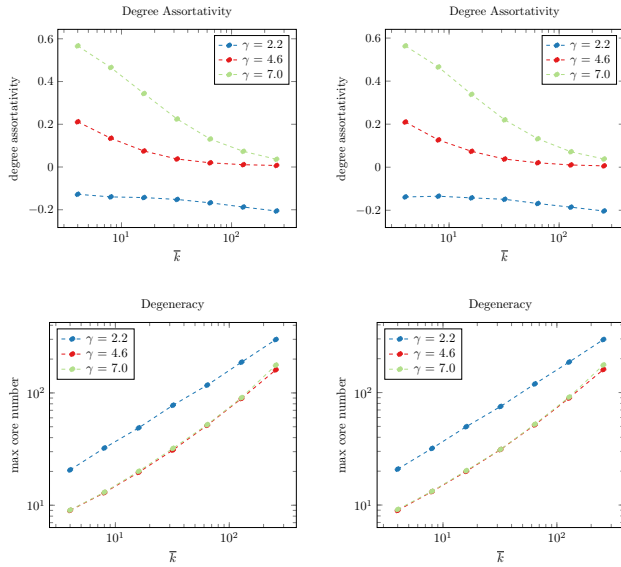 Degree Assortativity
0.6
0.4
0.2
0
−0.2
degree assortativity
γ = 2.2
γ = 4.6
γ = 7.0
10^1
10^2
k̅
Degree Assortativity
0.6
0.4
0.2
0
−0.2
degree assortativity
γ = 2.2
γ = 4.6
γ = 7.0
10^1
10^2
k̅
Degeneracy
10^2
10^1
max core number
γ = 2.2
γ = 4.6
γ = 7.0
10^1
10^2
k̅
Degeneracy
10^2
10^1
max core number
γ = 2.2
γ = 4.6
γ = 7.0
10^1
10^2
k̅